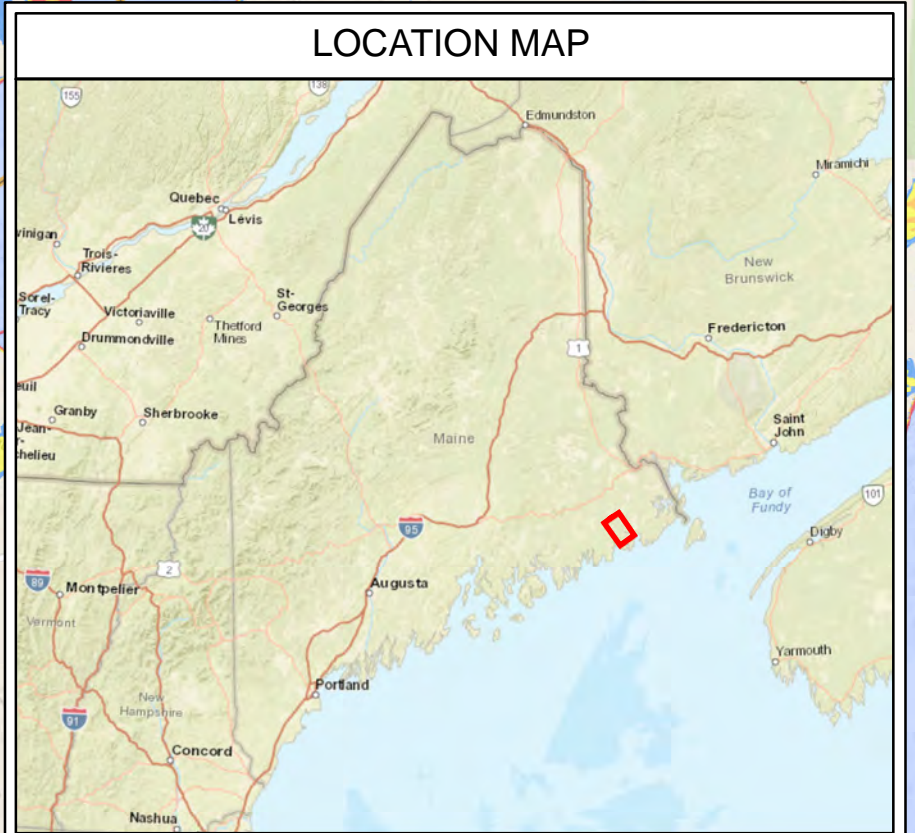 LOCATION MAP
155
138
Edmundston
Miramichi
Quebec
Lévis
20
vinigan
Trois-
Rivieres
New
Brunswick
Sorel-
Tracy
Victoriaville
St-
Georges
Thetford
Mines
Fredericton
Drummondville
1
euil
Granby
Sherbrooke
Jean-
r-
chelieu
Saint
John
Maine
Bay of
Fundy
101
95
Digby
2
89
Montpelier
Augusta
Vermont
Yarmouth
Portland
New
Hampshire
91
Concord
Nashua